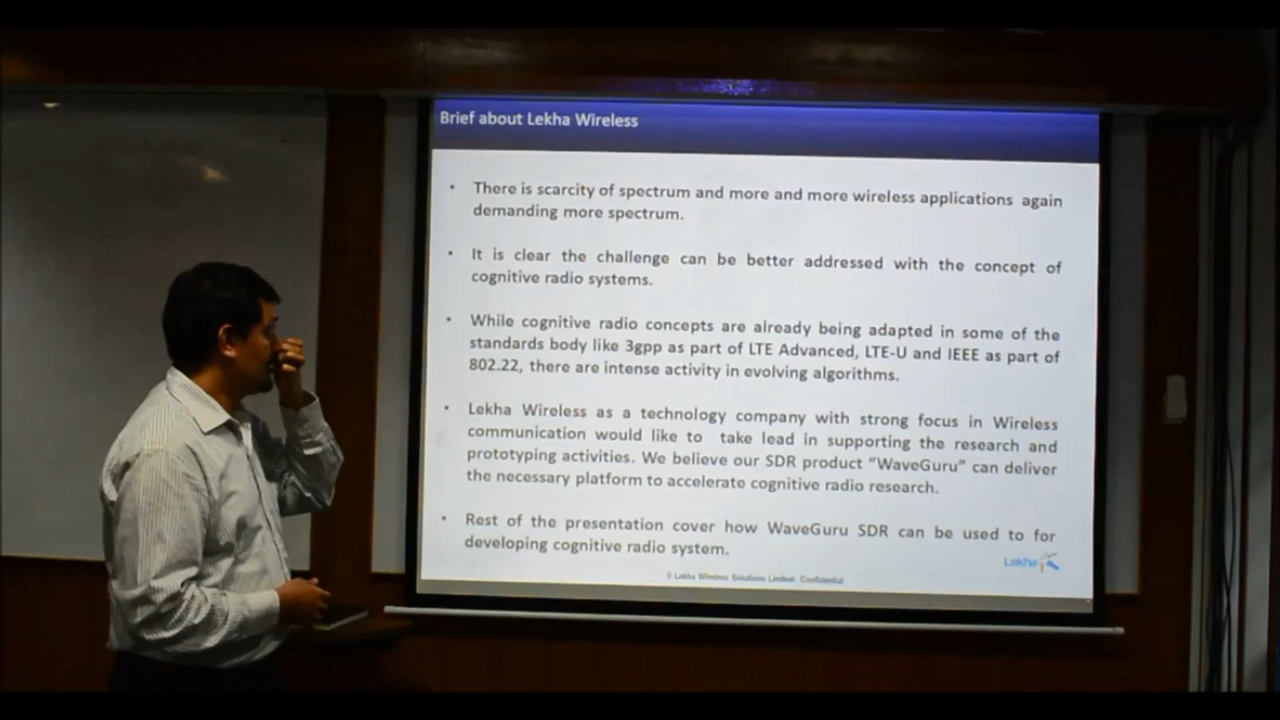 Brief about Lekha Wireless
• There is scarcity of spectrum and more and more wireless applications again
demanding more spectrum.
• It is clear the challenge can be better addressed with the concept of
cognitive radio systems.
• While cognitive radio concepts are already being adapted in some of the
standards body like 3gpp as part of LTE Advanced, LTE-U and IEEE as part of
802.22, there are intense activity in evolving algorithms.
• Lekha Wireless as a technology company with strong focus in Wireless
communication would like to take lead in supporting the research and
prototyping activities. We believe our SDR product “WaveGuru” can deliver
the necessary platform to accelerate cognitive radio research.
• Rest of the presentation cover how WaveGuru SDR can be used to for
developing cognitive radio system.
Lekha
© Lekha Wireless Solutions Limited- Confidential